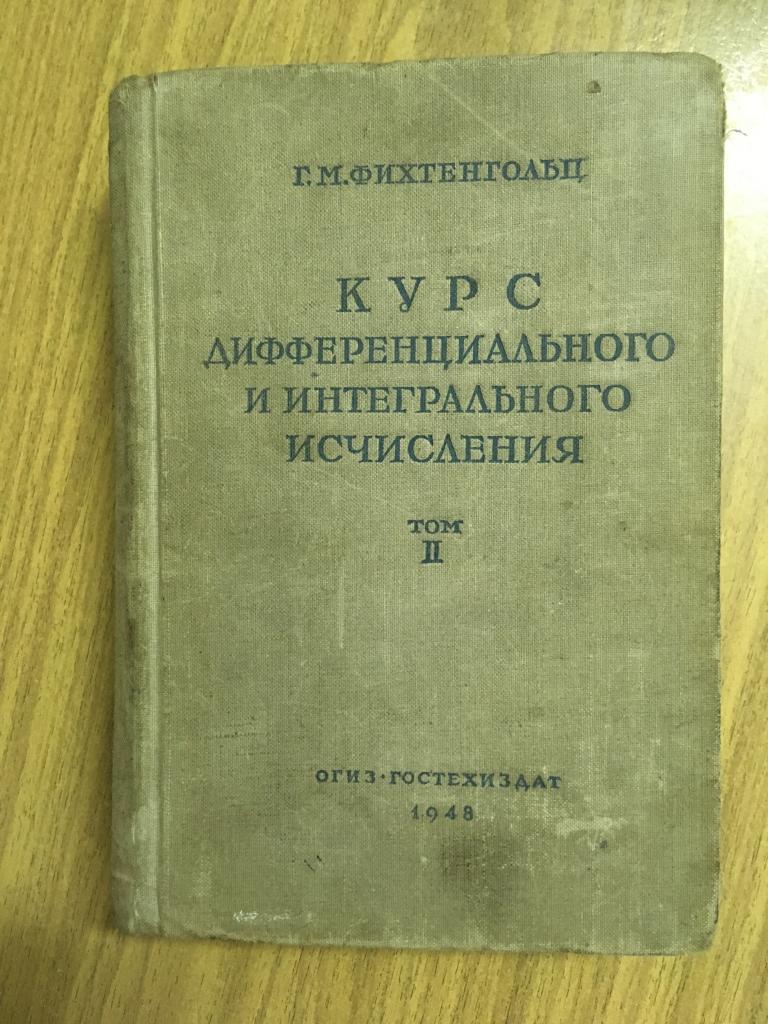 Г. М. ФИХТЕНГОЛЬЦ
КУРС
ДИФФЕРЕНЦИАЛЬНОГО
И ИНТЕГРАЛЬНОГО
ИСЧИСЛЕНИЯ
ТОМ
II
ОГИЗ • ГОСТЕХИЗДАТ
1948